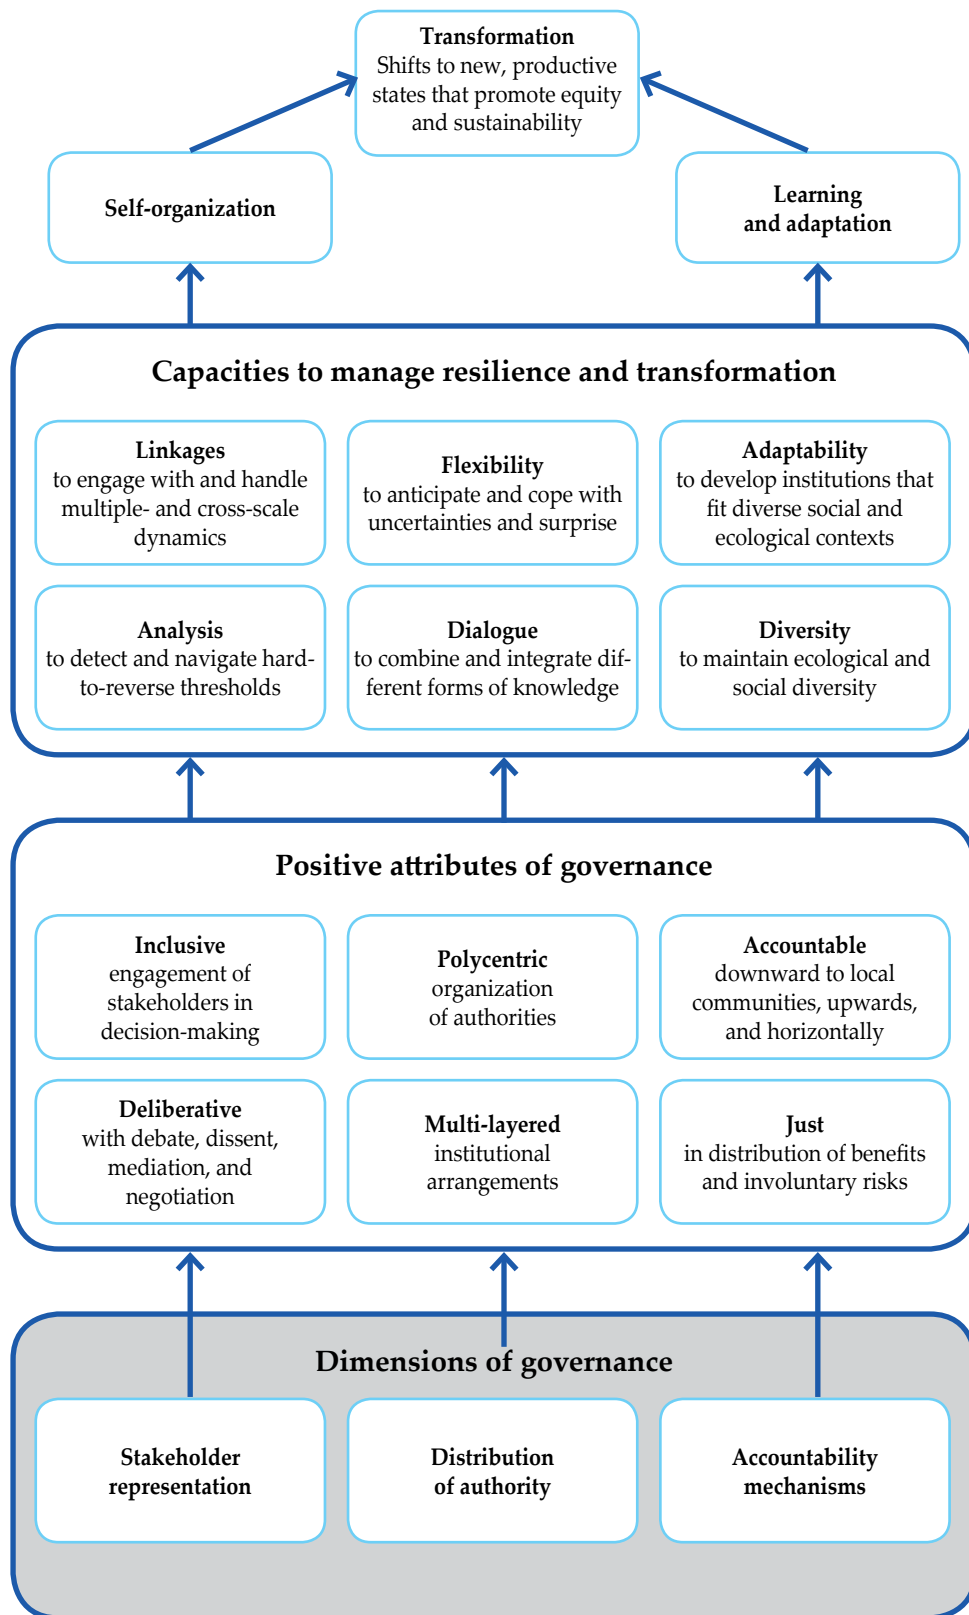 Transformation
Shifts to new, productive
states that promote equity
and sustainability
Self-organization
Learning
and adaptation
Capacities to manage resilience and transformation
Linkages
to engage with and handle
multiple- and cross-scale
dynamics
Flexibility
to anticipate and cope with
uncertainties and surprise
Adaptability
to develop institutions that
fit diverse social and
ecological contexts
Analysis
to detect and navigate hard-
to-reverse thresholds
Dialogue
to combine and integrate dif-
ferent forms of knowledge
Diversity
to maintain ecological and
social diversity
Positive attributes of governance
Inclusive
engagement of
stakeholders in
decision-making
Polycentric
organization
of authorities
Accountable
downward to local
communities, upwards,
and horizontally
Deliberative
with debate, dissent,
mediation, and
negotiation
Multi-layered
institutional
arrangements
Just
in distribution of benefits
and involuntary risks
Dimensions of governance
Stakeholder
representation
Distribution
of authority
Accountability
mechanisms